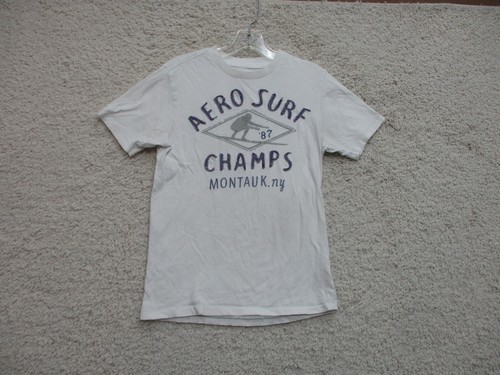 AERO SURF
'87
CHAMPS
MONTAUK.ny